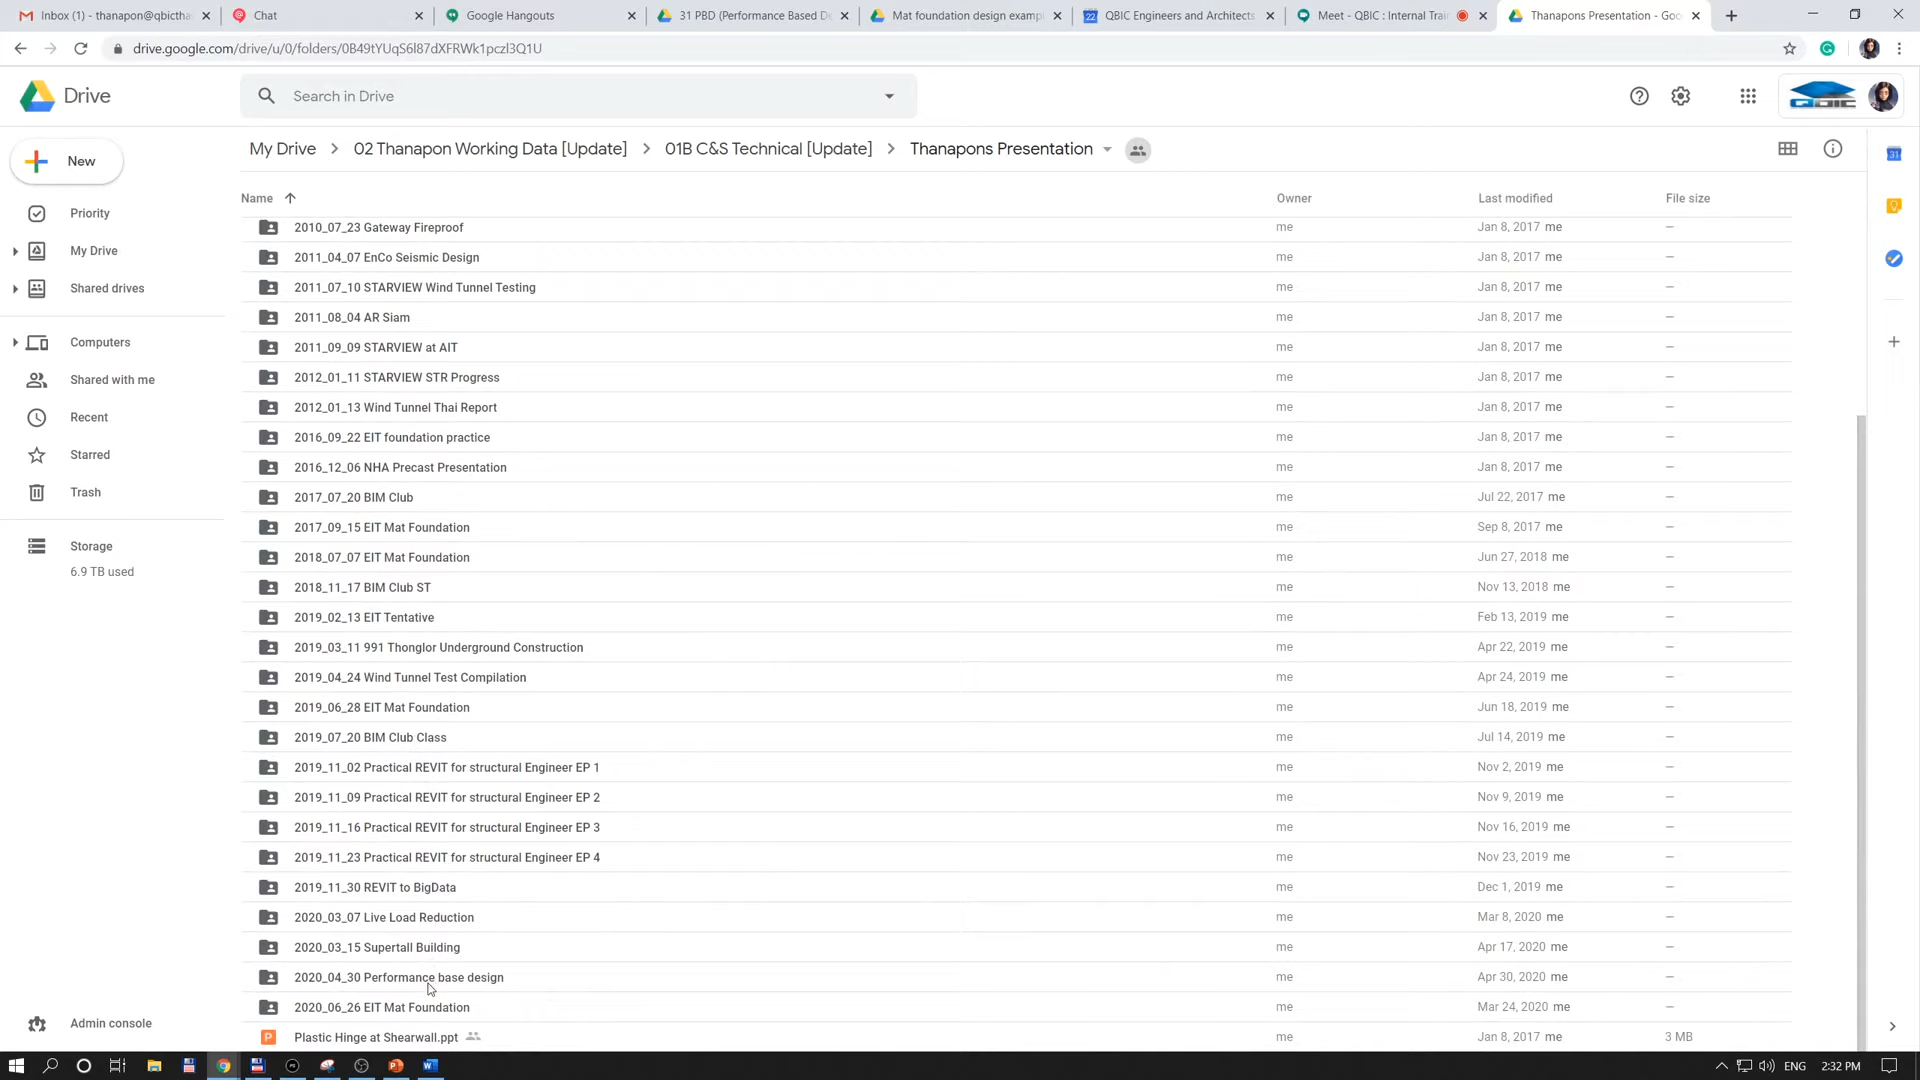 Inbox (1) - thanapon@qbictha
Chat
Google Hangouts
31 PBD (Performance Based De
Mat foundation design exampl
QBIC Engineers and Architects
Meet - QBIC : Internal Trai
Thanapons Presentation - Goo
drive.google.com/drive/u/0/folders/0B49tYUqS6l87dXFRWk1pczl3Q1U
Drive
Search in Drive
New
My Drive
02 Thanapon Working Data [Update]
01B C&S Technical [Update]
Thanapons Presentation
Name
Owner
Last modified
File size
Priority
My Drive
Shared drives
Computers
Shared with me
Recent
Starred
Trash
Storage
6.9 TB used
Admin console
2010_07_23 Gateway Fireproof me Jan 8, 2017 me –
2011_04_07 EnCo Seismic Design me Jan 8, 2017 me –
2011_07_10 STARVIEW Wind Tunnel Testing me Jan 8, 2017 me –
2011_08_04 AR Siam me Jan 8, 2017 me –
2011_09_09 STARVIEW at AIT me Jan 8, 2017 me –
2012_01_11 STARVIEW STR Progress me Jan 8, 2017 me –
2012_01_13 Wind Tunnel Thai Report me Jan 8, 2017 me –
2016_09_22 EIT foundation practice me Jan 8, 2017 me –
2016_12_06 NHA Precast Presentation me Jan 8, 2017 me –
2017_07_20 BIM Club me Jul 22, 2017 me –
2017_09_15 EIT Mat Foundation me Sep 8, 2017 me –
2018_07_07 EIT Mat Foundation me Jun 27, 2018 me –
2018_11_17 BIM Club ST me Nov 13, 2018 me –
2019_02_13 EIT Tentative me Feb 13, 2019 me –
2019_03_11 991 Thonglor Underground Construction me Apr 22, 2019 me –
2019_04_24 Wind Tunnel Test Compilation me Apr 24, 2019 me –
2019_06_28 EIT Mat Foundation me Jun 18, 2019 me –
2019_07_20 BIM Club Class me Jul 14, 2019 me –
2019_11_02 Practical REVIT for structural Engineer EP 1 me Nov 2, 2019 me –
2019_11_09 Practical REVIT for structural Engineer EP 2 me Nov 9, 2019 me –
2019_11_16 Practical REVIT for structural Engineer EP 3 me Nov 16, 2019 me –
2019_11_23 Practical REVIT for structural Engineer EP 4 me Nov 23, 2019 me –
2019_11_30 REVIT to BigData me Dec 1, 2019 me –
2020_03_07 Live Load Reduction me Mar 8, 2020 me –
2020_03_15 Supertall Building me Apr 17, 2020 me –
2020_04_30 Performance base design me Apr 30, 2020 me –
2020_06_26 EIT Mat Foundation me Mar 24, 2020 me –
Plastic Hinge at Shearwall.ppt me Jan 8, 2017 me 3 MB
ENG
2:32 PM